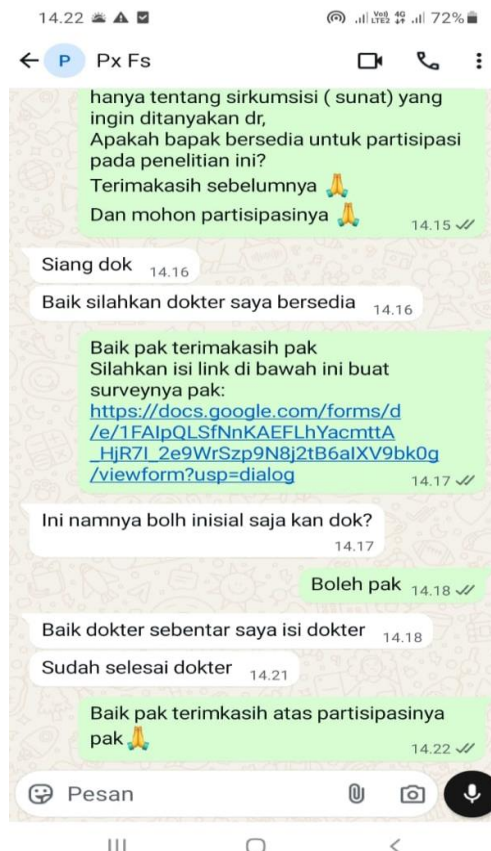 14.22
Vo)) 4G
LTE2
72%
P Px Fs
hanya tentang sirkumsisi ( sunat) yang
ingin ditanyakan dr,
Apakah bapak bersedia untuk partisipasi
pada penelitian ini?
Terimakasih sebelumnya 🙏
Dan mohon partisipasinya 🙏
14.15
Siang dok 14.16
Baik silahkan dokter saya bersedia 14.16
Baik pak terimakasih pak
Silahkan isi link di bawah ini buat
surveynya pak:
https://docs.google.com/forms/d
/e/1FAIpQLSfNnKAEFLhYacmttA
_HjR7I_2e9WrSzp9N8j2tB6aIXV9bk0g
/viewform?usp=dialog
14.17
Ini namnya bolh inisial saja kan dok?
14.17
Boleh pak 14.18
Baik dokter sebentar saya isi dokter 14.18
Sudah selesai dokter 14.21
Baik pak terimkasih atas partisipasinya
pak🙏
14.22
Pesan